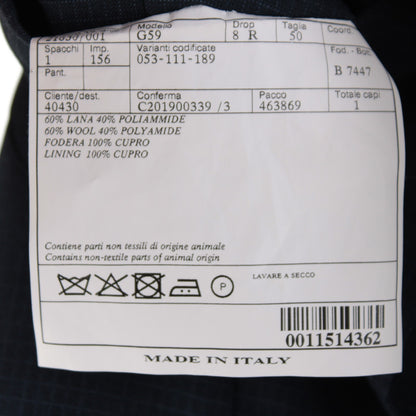 Modello Drop Taglia Coord.
/001 G59 8 R 50
Spacchi Imp. Varianti codificate Fod. - Bot
1 156 053-111-189
Pant. B 7447
Cliente/dest. Conferma Pacco Totale capi
40430 C201900339 /3 463869 1
60% LANA 40% POLIAMMIDE
60% WOOL 40% POLYAMIDE
FODERA 100% CUPRO
LINING 100% CUPRO
Contiene parti non tessili di origine animale
Contains non-textile parts of animal origin
P
LAVARE A SECCO
0011514362
MADE IN ITALY